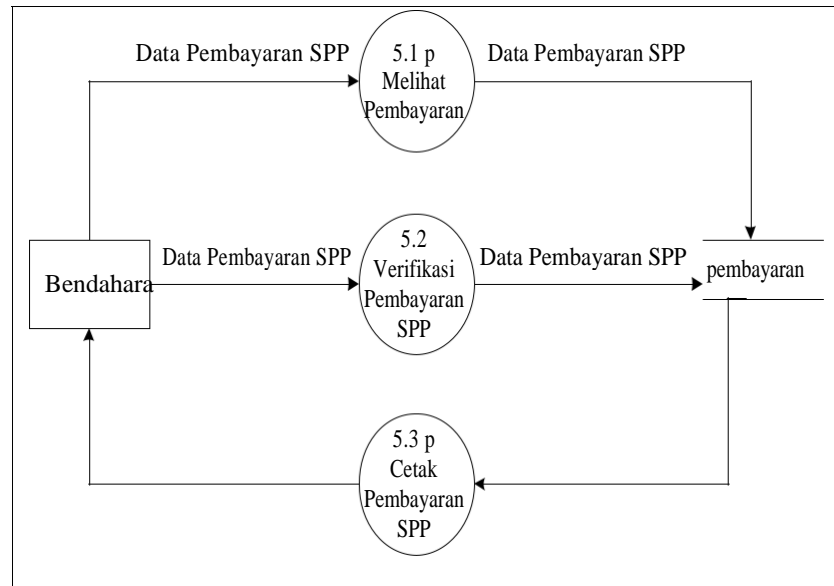 Data Pembayaran SPP
5.1 p
Melihat
Pembayaran
Data Pembayaran SPP
Bendahara
Data Pembayaran SPP
5.2
Verifikasi
Pembayaran
SPP
Data Pembayaran SPP
pembayaran
5.3 p
Cetak
Pembayaran
SPP